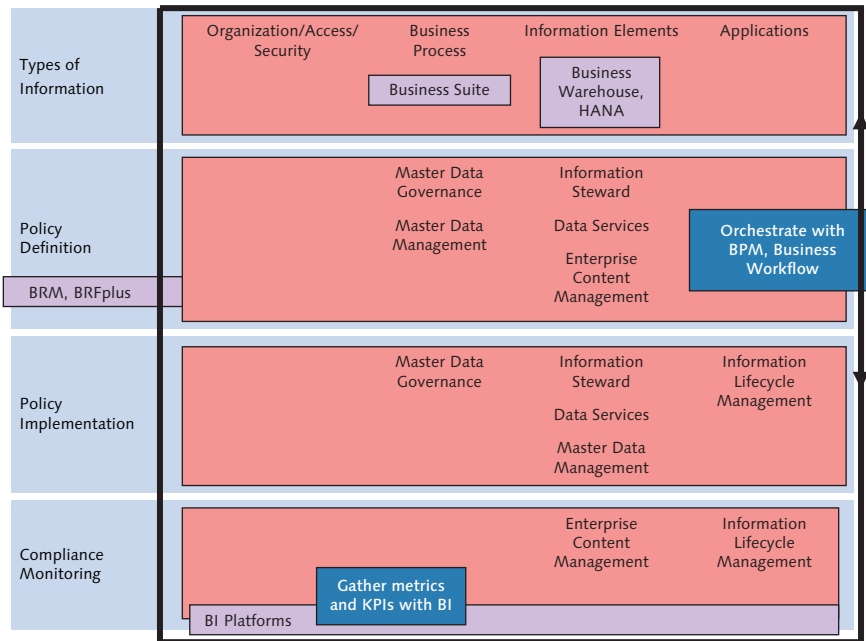 Types of
Information
Organization/Access/
Security
Business
Process
Business Suite
Information Elements
Business
Warehouse,
HANA
Applications
Policy
Definition
BRM, BRFplus
Master Data
Governance
Master Data
Management
Information
Steward
Data Services
Enterprise
Content
Management
Orchestrate with
BPM, Business
Workflow
Policy
Implementation
Master Data
Governance
Information
Steward
Data Services
Master Data
Management
Information
Lifecycle
Management
Compliance
Monitoring
Enterprise
Content
Management
Information
Lifecycle
Management
Gather metrics
and KPIs with BI
BI Platforms